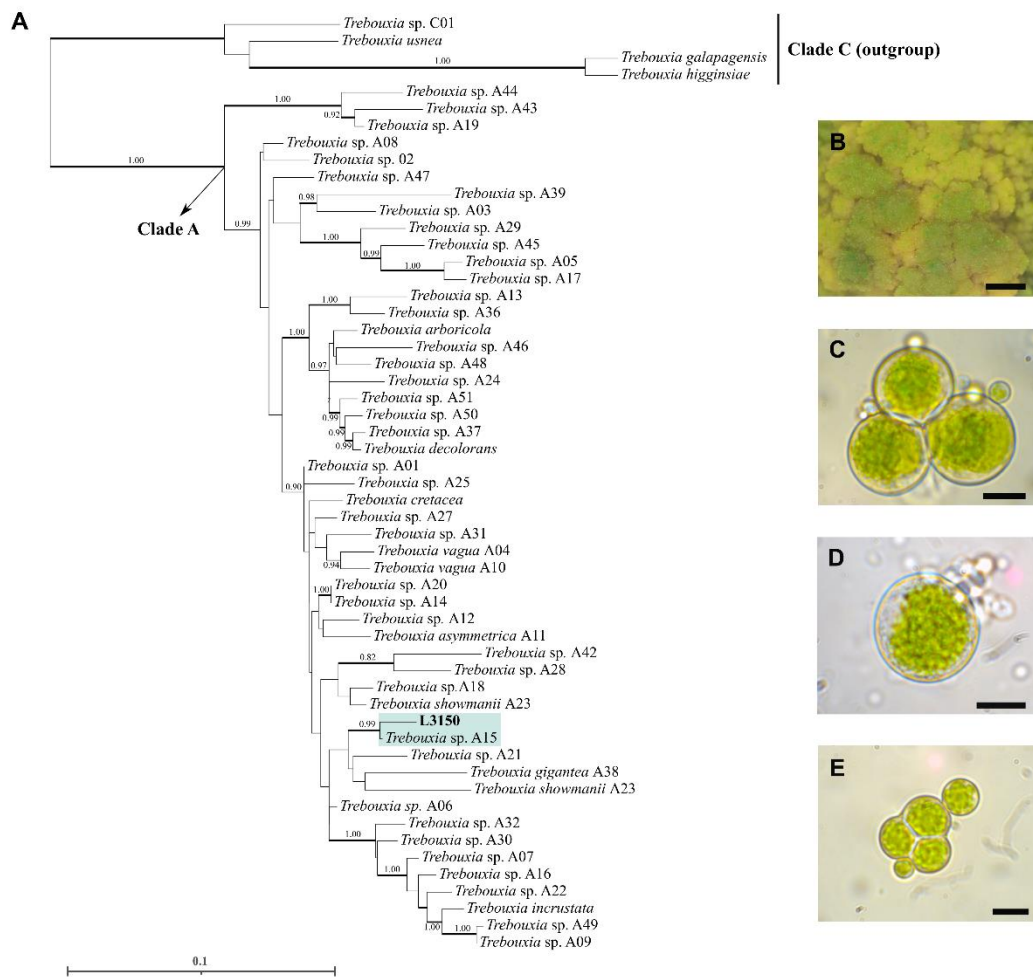 A
Trebouxia sp. C01
Trebouxia usnea
Clade C (outgroup)
Trebouxia galapagensis
1.00
Trebouxia higginsiae
Trebouxia sp. A44
1.00
Trebouxia sp. A43
0.92
Trebouxia sp. A19
Trebouxia sp. A08
Trebouxia sp. 02
1.00
Trebouxia sp. A47
Trebouxia sp. A39
0.98
Trebouxia sp. A03
Clade A
0.99
Trebouxia sp. A29
1.00
Trebouxia sp. A45
0.99
Trebouxia sp. A05
1.00
Trebouxia sp. A17
Trebouxia sp. A13
1.00
Trebouxia sp. A36
Trebouxia arboricola
1.00
Trebouxia sp. A46
Trebouxia sp. A48
0.97
Trebouxia sp. A24
Trebouxia sp. A51
0.99
Trebouxia sp. A50
0.99
Trebouxia sp. A37
0.99
Trebouxia decolorans
Trebouxia sp. A01
0.90
Trebouxia sp. A25
Trebouxia cretacea
Trebouxia sp. A27
Trebouxia sp. A31
Trebouxia vagua A04
0.94
Trebouxia vagua A10
Trebouxia sp. A20
1.00
Trebouxia sp. A14
Trebouxia sp. A12
Trebouxia asymmetrica A11
Trebouxia sp. A42
0.82
Trebouxia sp. A28
Trebouxia sp.A18
Trebouxia showmanii A23
L3150
0.99
Trebouxia sp. A15
Trebouxia sp. A21
Trebouxia gigantea A38
Trebouxia showmanii A23
Trebouxia sp. A06
Trebouxia sp. A32
1.00
Trebouxia sp. A30
Trebouxia sp. A07
1.00
Trebouxia sp. A16
Trebouxia sp. A22
Trebouxia incrustata
Trebouxia sp. A49
1.00
1.00
Trebouxia sp. A09
0.1
B
C
D
E